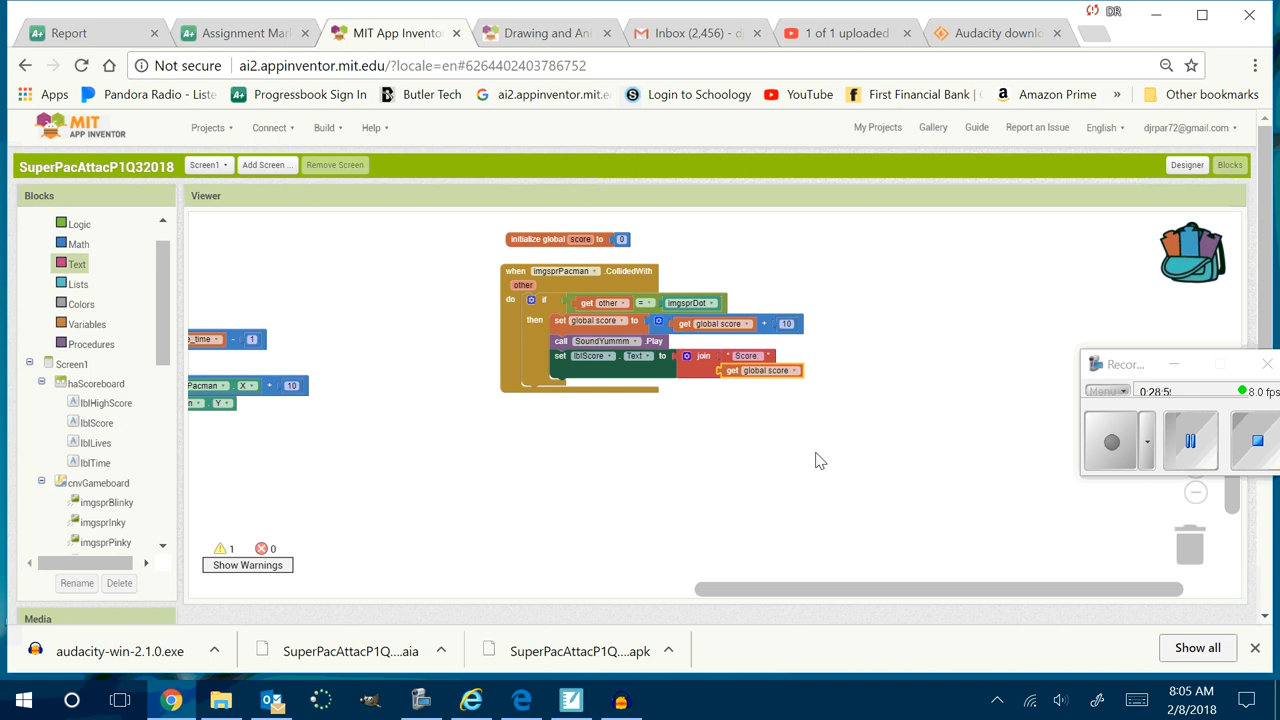 DR
Report
Assignment Mar
MIT App Invento
Drawing and Ani
Inbox (2,456) - d
1 of 1 uploaded
Audacity downl
Not secure ai2.appinventor.mit.edu/?locale=en#6264402403786752
Apps
Pandora Radio - Liste
Progressbook Sign In
Butler Tech
ai2.appinventor.mit.e
Login to Schoology
YouTube
First Financial Bank
Amazon Prime
»
Other bookmarks
MIT
APP INVENTOR
Projects
Connect
Build
Help
My Projects
Gallery
Guide
Report an Issue
English
djrpar72@gmail.com
SuperPacAttacP1Q32018
Screen1
Add Screen ...
Remove Screen
Designer
Blocks
Blocks
Viewer
Logic
Math
Text
Lists
Colors
Variables
Procedures
Screen1
haScoreboard
lblHighScore
lblScore
lblLives
lblTime
cnvGameboard
imgsprBlinky
imgsprInky
imgsprPinky
Rename
Delete
Media
initialize global score to 0
when imgsprPacman .CollidedWith
other
do if get other = imgsprDot
then set global score to get global score + 10
call SoundYummm .Play
set lblScore . Text to join " Score: "
get global score
e_time - 1
Pacman . X + 10
n . Y
1 0
Show Warnings
Recor...
Menu
0:28:5
8.0 fps
audacity-win-2.1.0.exe
SuperPacAttacP1Q....aia
SuperPacAttacP1Q....apk
Show all
8:05 AM
2/8/2018